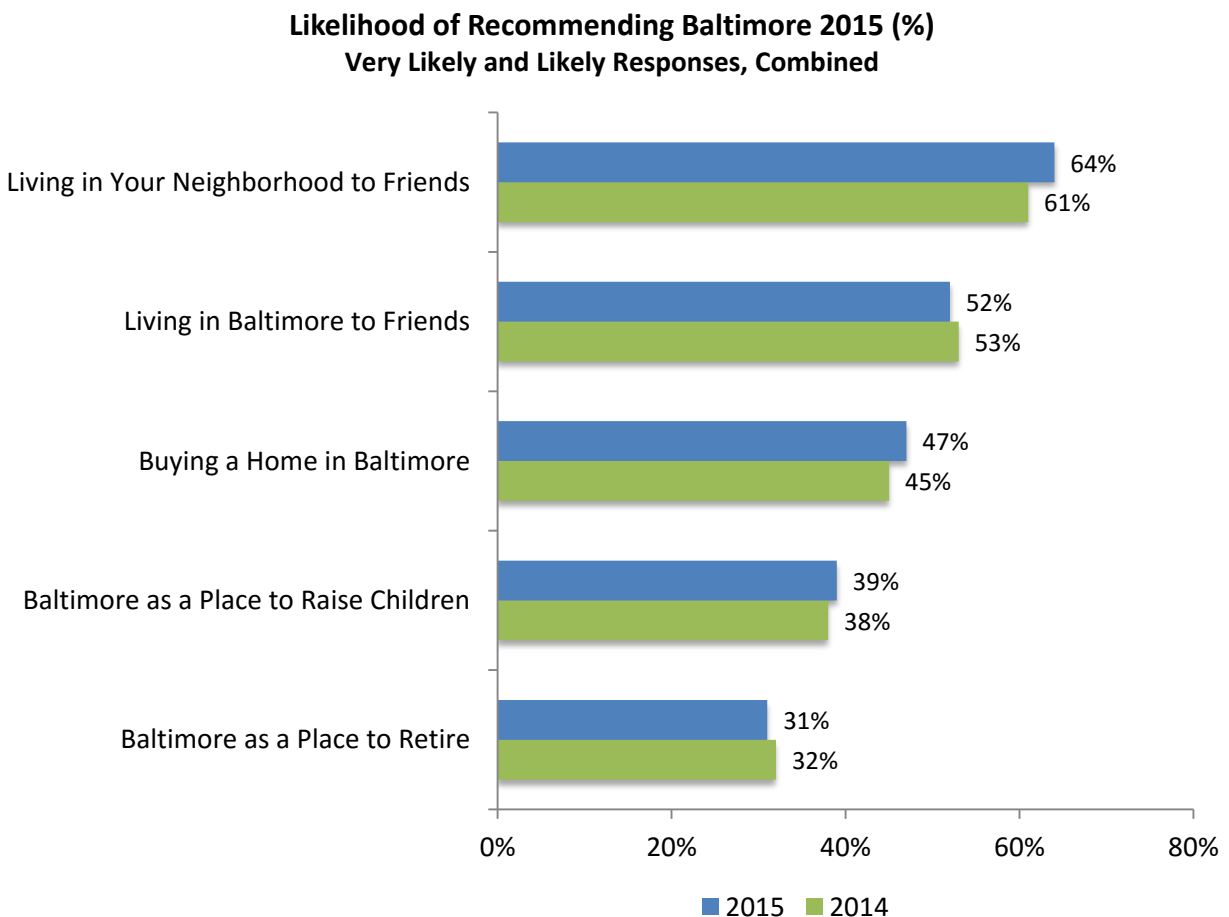 Likelihood of Recommending Baltimore 2015 (%)
Very Likely and Likely Responses, Combined
Living in Your Neighborhood to Friends
64%
61%
Living in Baltimore to Friends
52%
53%
Buying a Home in Baltimore
47%
45%
Baltimore as a Place to Raise Children
39%
38%
Baltimore as a Place to Retire
31%
32%
0% 20% 40% 60% 80%
2015 2014